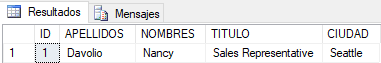 Resultados Mensajes
ID APELLIDOS NOMBRES TITULO CIUDAD
1 1 Davolio Nancy Sales Representative Seattle